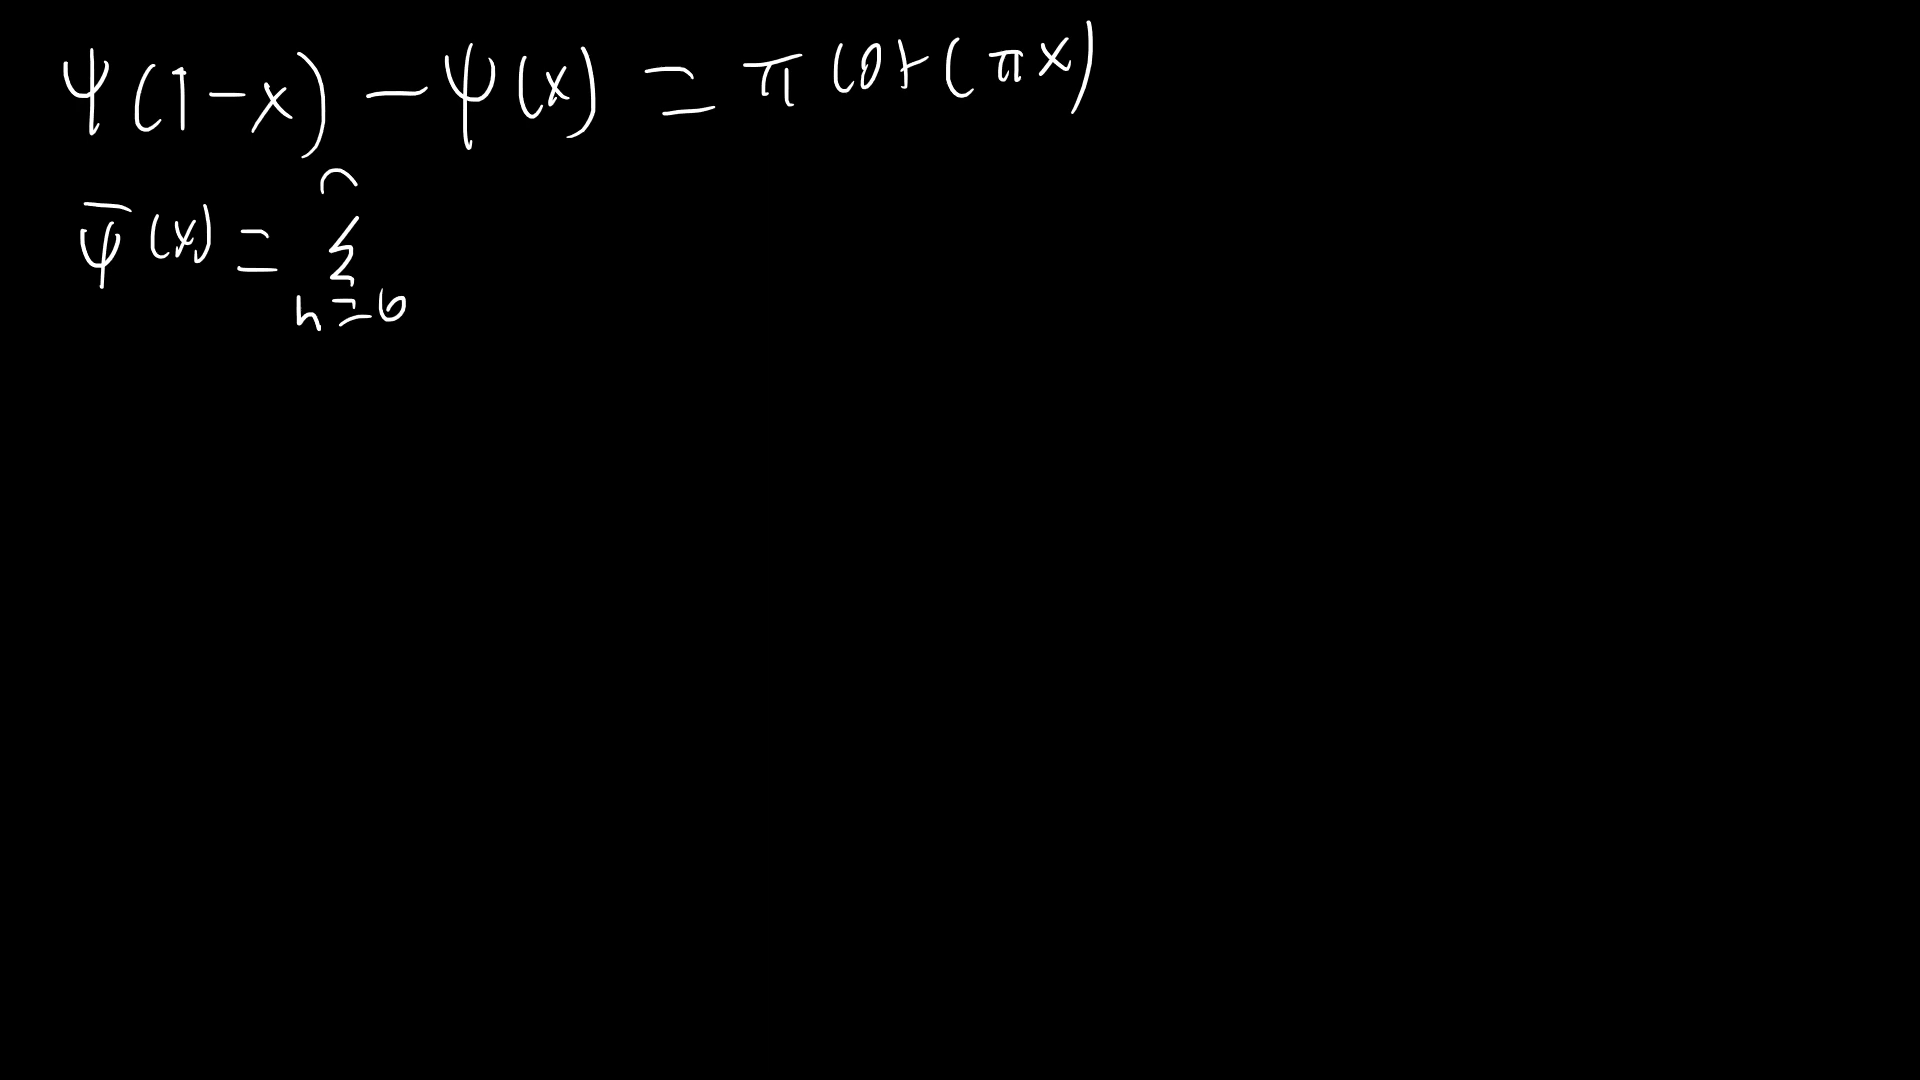 ψ(1-x) - ψ(x) = π cot(πx)
ψ̅(x) = Σ n=0